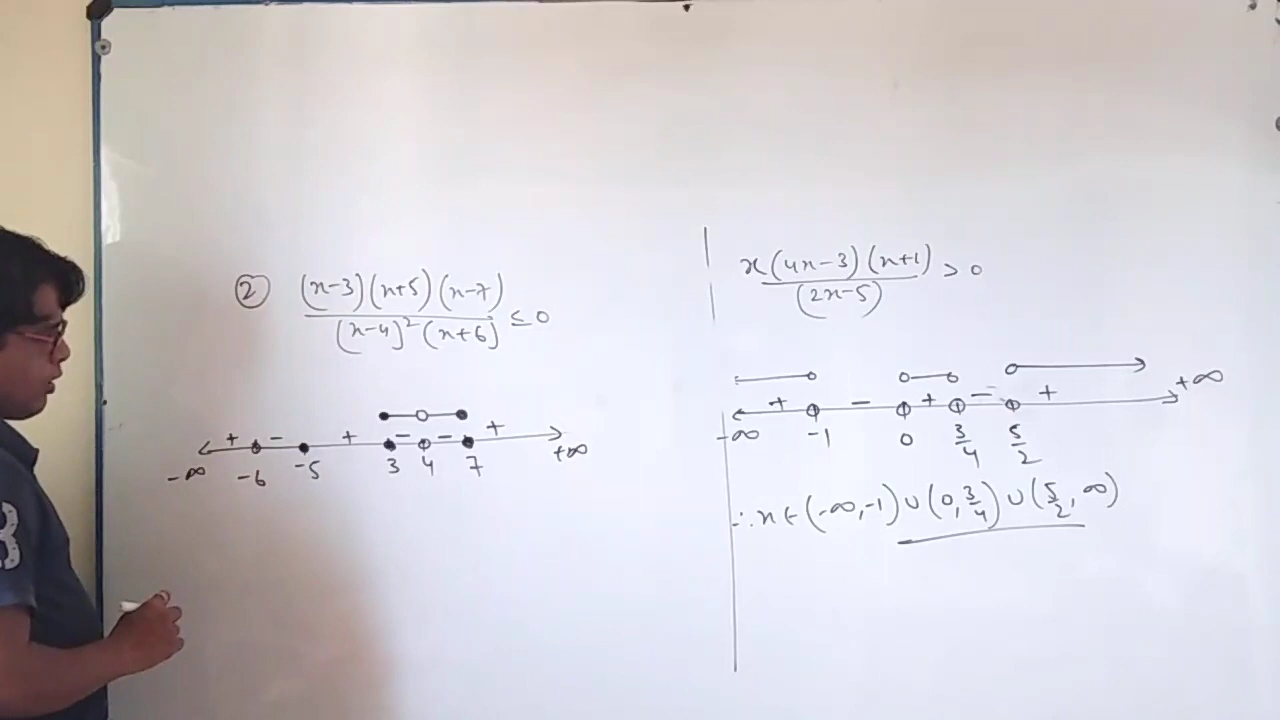 ② (x-3)(x+5)(x-7)
(x-4)² (x+6) ≤ 0
+ - + - - +
-∞ -6 -5 3 4 7 +∞
x(4x-3)(x+1)
(2x-5) > 0
+ - + - + +∞
-∞ -1 0 3/4 5/2
∴ x ∈ (-∞,-1) ∪ (0, 3/4) ∪ (5/2, ∞)
3